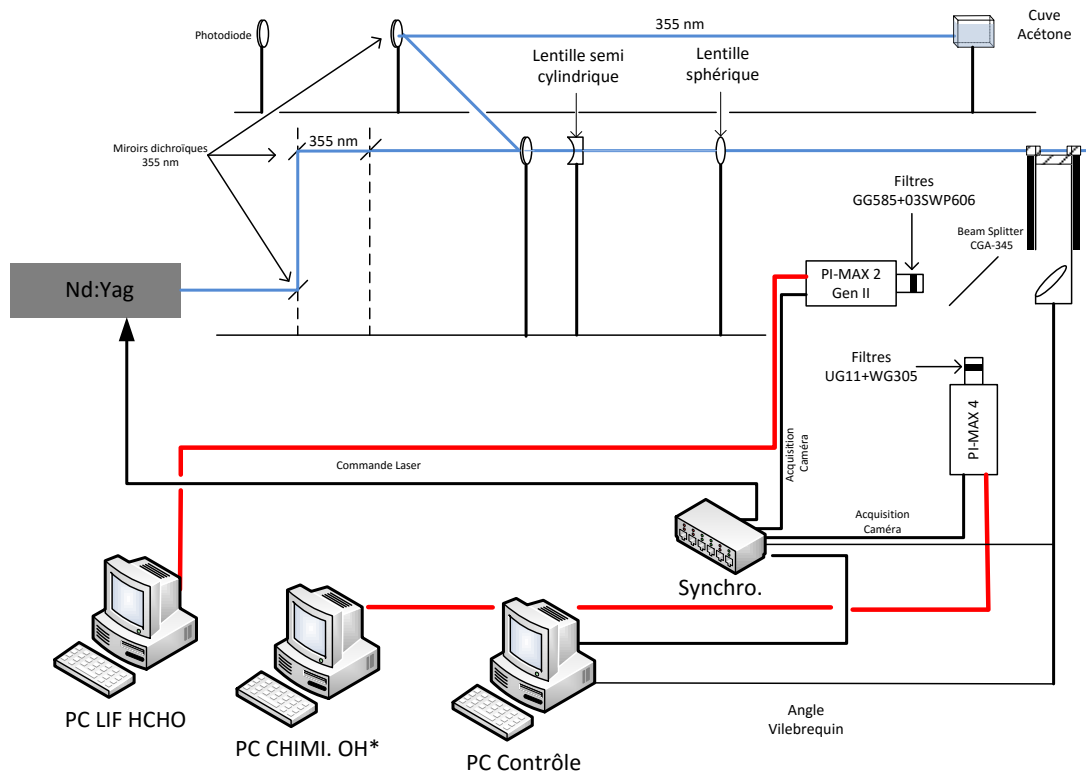 Cuve
Acétone
355 nm
Photodiode
Lentille semi
cylindrique
Lentille
sphérique
355 nm
Miroirs dichroïques
355 nm
Filtres
GG585+03SWP606
Beam Splitter
CGA-345
Nd:Yag
PI-MAX 2
Gen II
Filtres
UG11+WG305
PI-MAX 4
Acquisition
Caméra
Commande Laser
Acquisition
Caméra
Synchro.
PC LIF HCHO
PC CHIMI. OH*
PC Contrôle
Angle
Vilebrequin